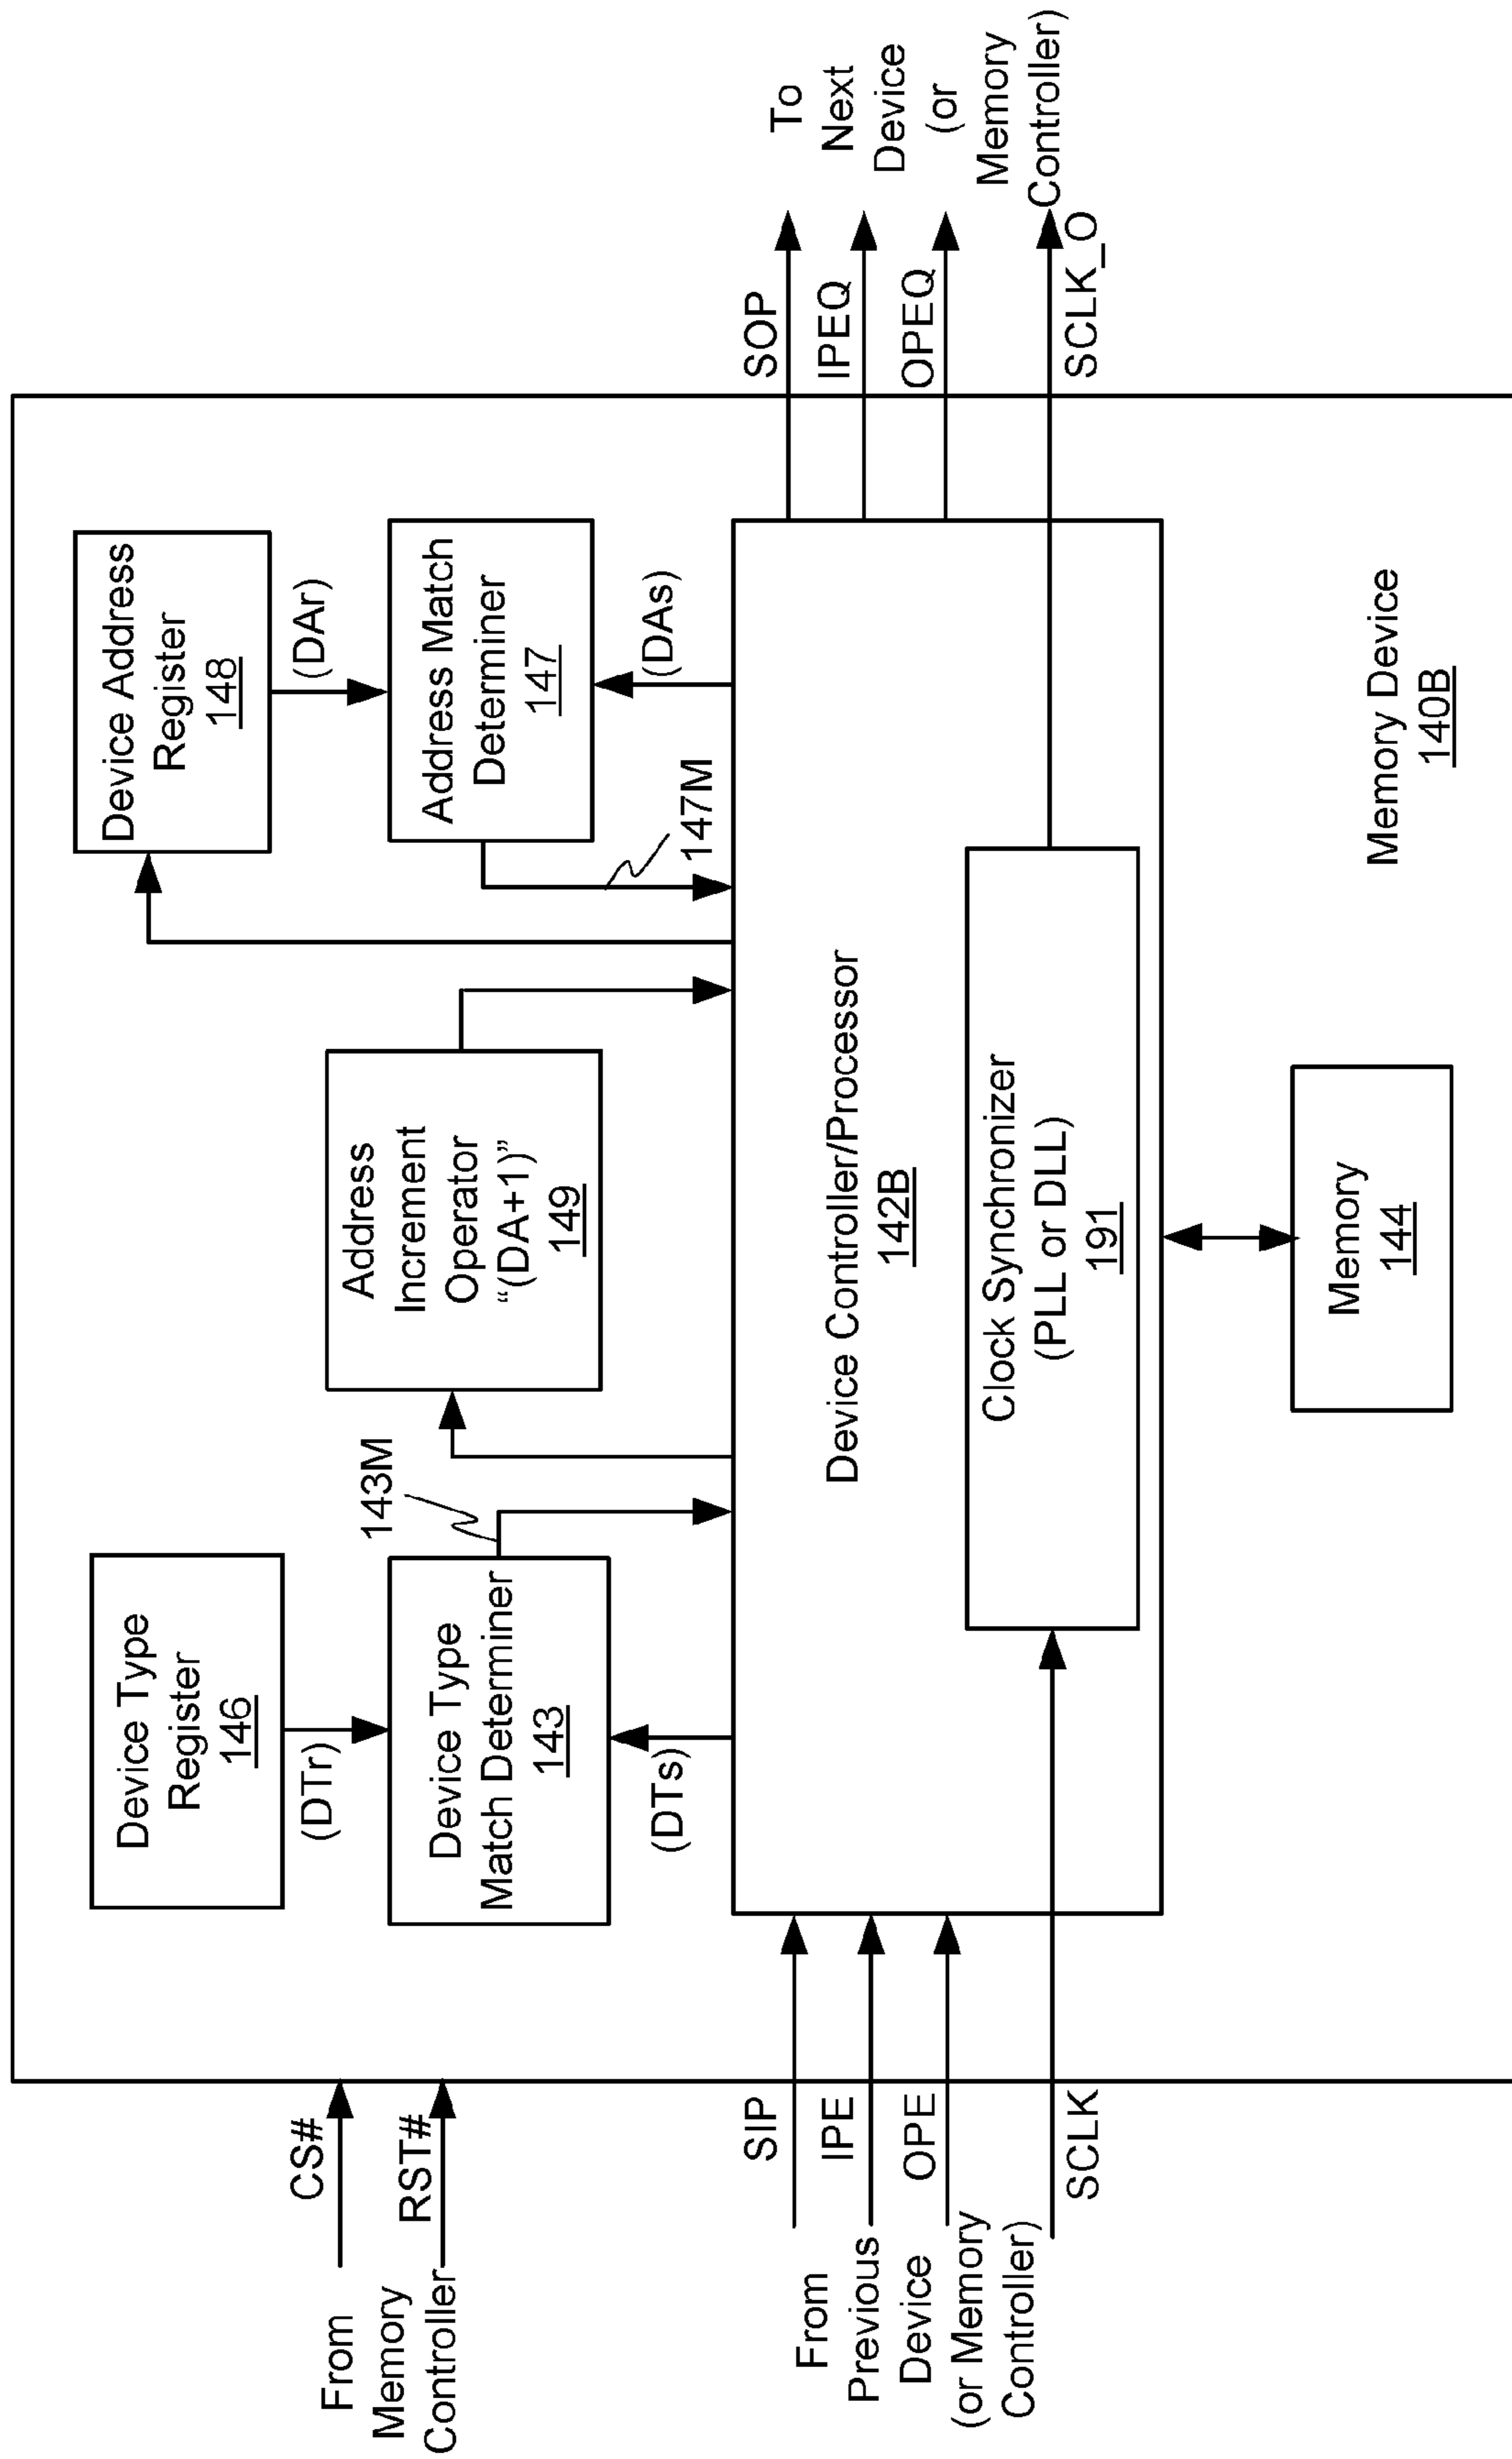 From
Memory
Controller
CS#
RST#
Device Type
Register
146
(DTr)
Device Type
Match Determiner
143
(DTs)
143M
Address
Increment
Operator
“(DA+1)”
149
Device Address
Register
148
(DAr)
Address Match
Determiner
147
(DAs)
147M
From
Previous
Device
(or Memory
Controller)
SIP
IPE
OPE
SCLK
Device Controller/Processor
142B
Clock Synchronizer
(PLL or DLL)
191
SOP
IPEQ
OPEQ
SCLK_O
To
Next
Device
(or
Memory
Controller)
Memory
144
Memory Device
140B